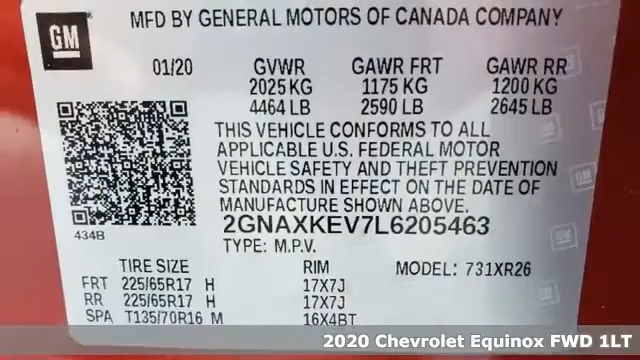 GM
MFD BY GENERAL MOTORS OF CANADA COMPANY
01/20 GVWR GAWR FRT GAWR RR
2025 KG 1175 KG 1200 KG
4464 LB 2590 LB 2645 LB
THIS VEHICLE CONFORMS TO ALL
APPLICABLE U.S. FEDERAL MOTOR
VEHICLE SAFETY AND THEFT PREVENTION
STANDARDS IN EFFECT ON THE DATE OF
MANUFACTURE SHOWN ABOVE.
434B 2GNAXKEV7L6205463
TYPE: M.P.V.
TIRE SIZE RIM MODEL: 731XR26
FRT 225/65R17 H 17X7J
RR 225/65R17 H 17X7J
SPA T135/70R16 M 16X4BT
2020 Chevrolet Equinox FWD 1LT